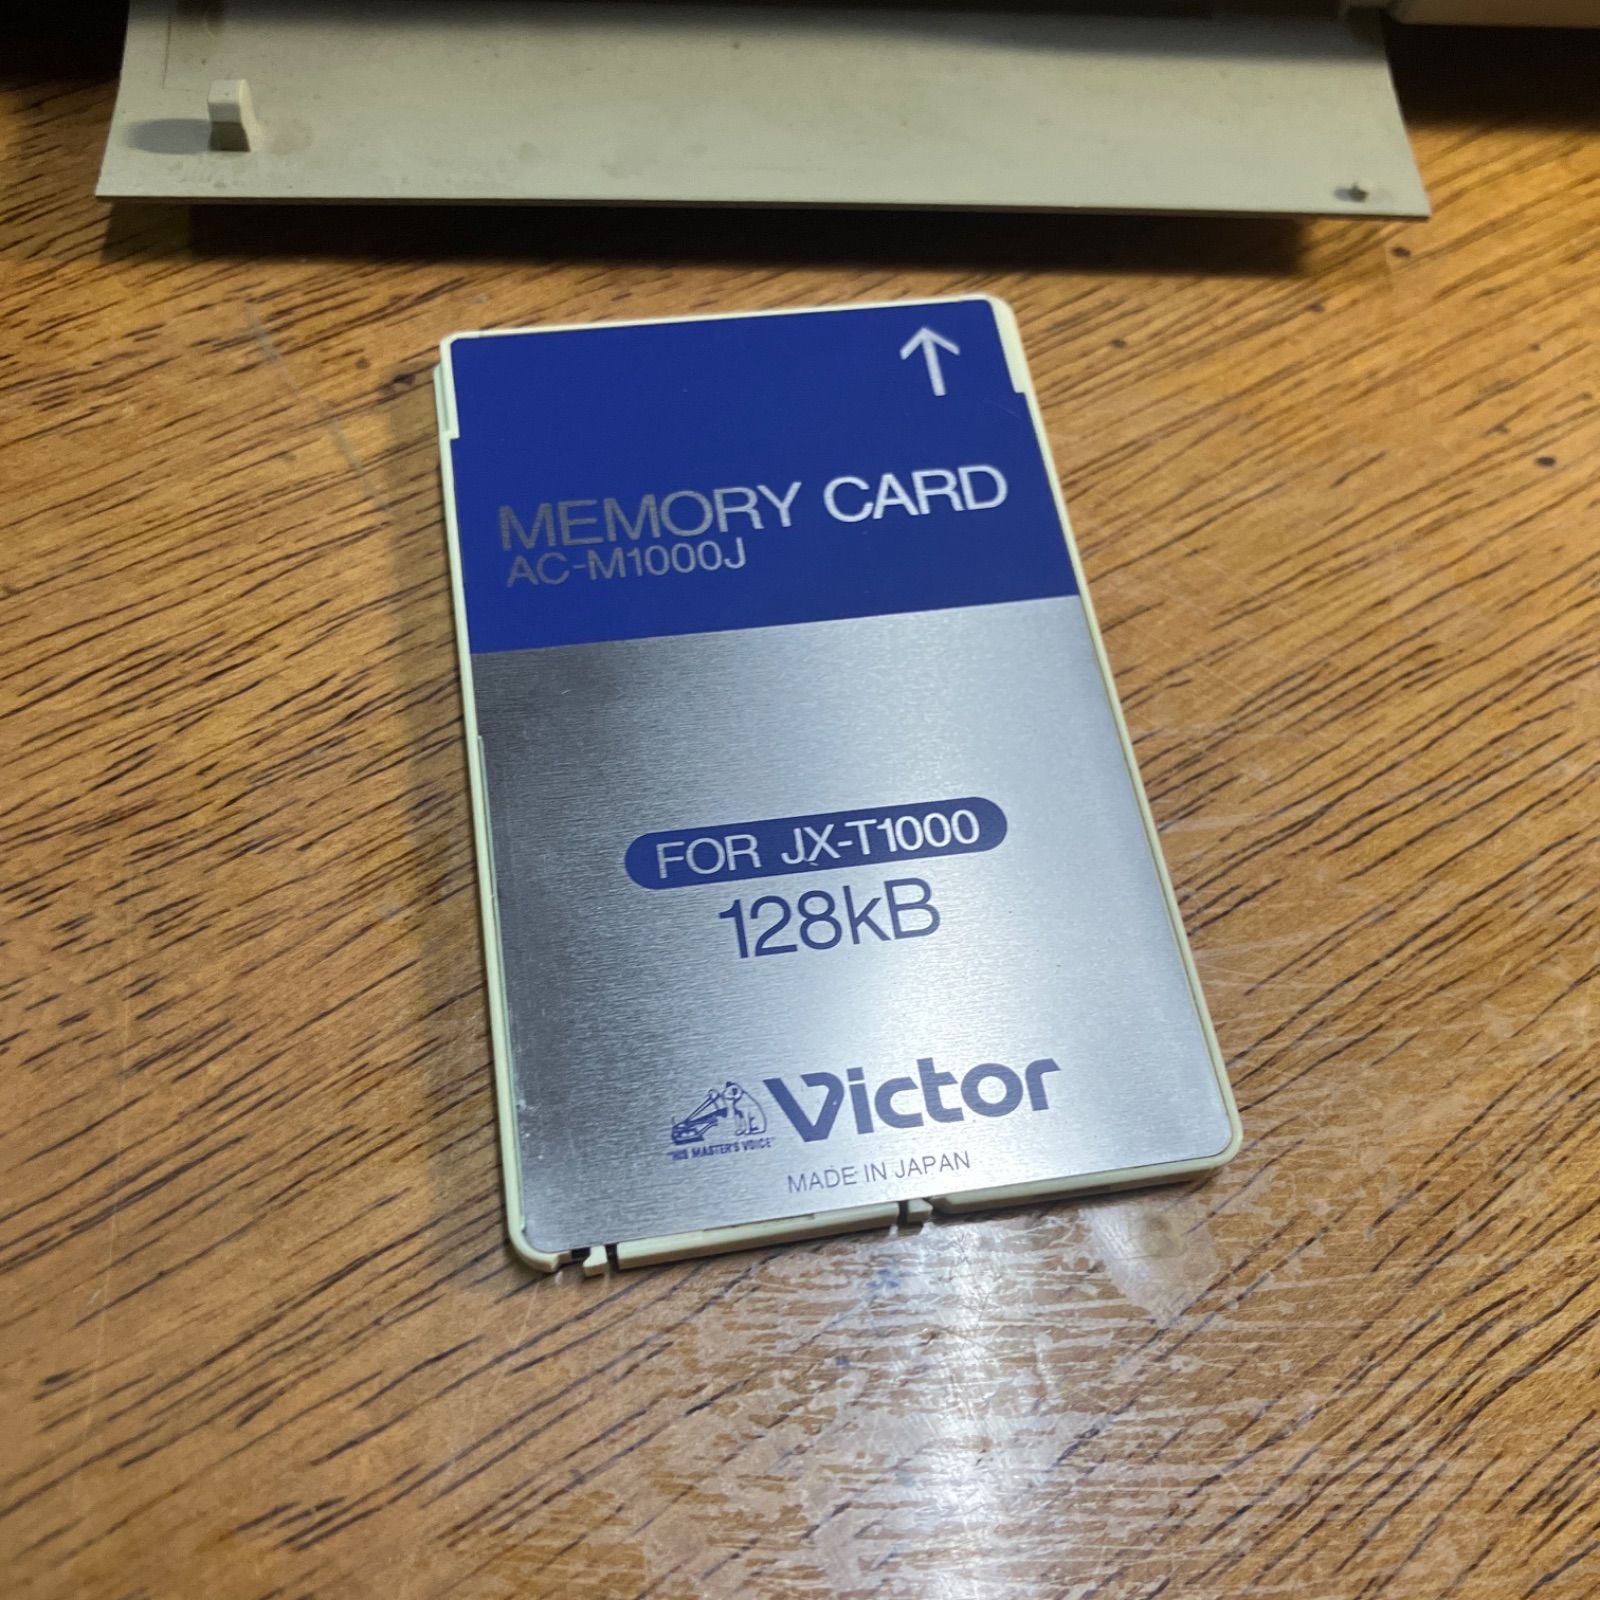 ↑
MEMORY CARD
AC-M1000J
FOR JX-T1000
128kB
"HIS MASTER'S VOICE"
Victor
MADE IN JAPAN